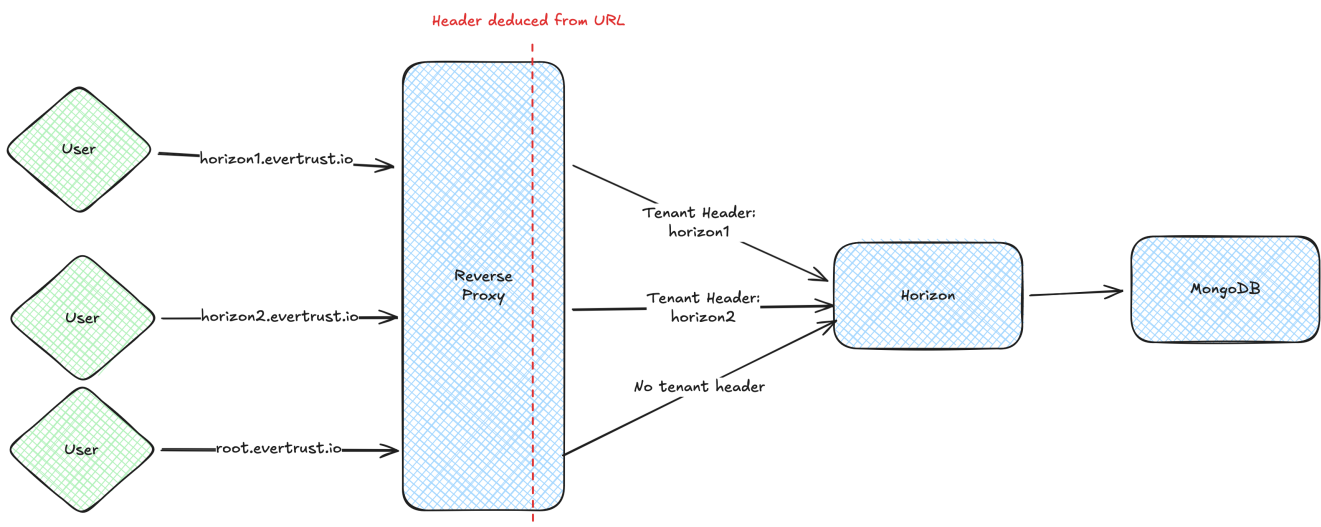 Header deduced from URL
User
horizon1.evertrust.io
Tenant Header:
horizon1
Reverse
Proxy
User
horizon2.evertrust.io
Tenant Header:
horizon2
Horizon
MongoDB
No tenant header
User
root.evertrust.io